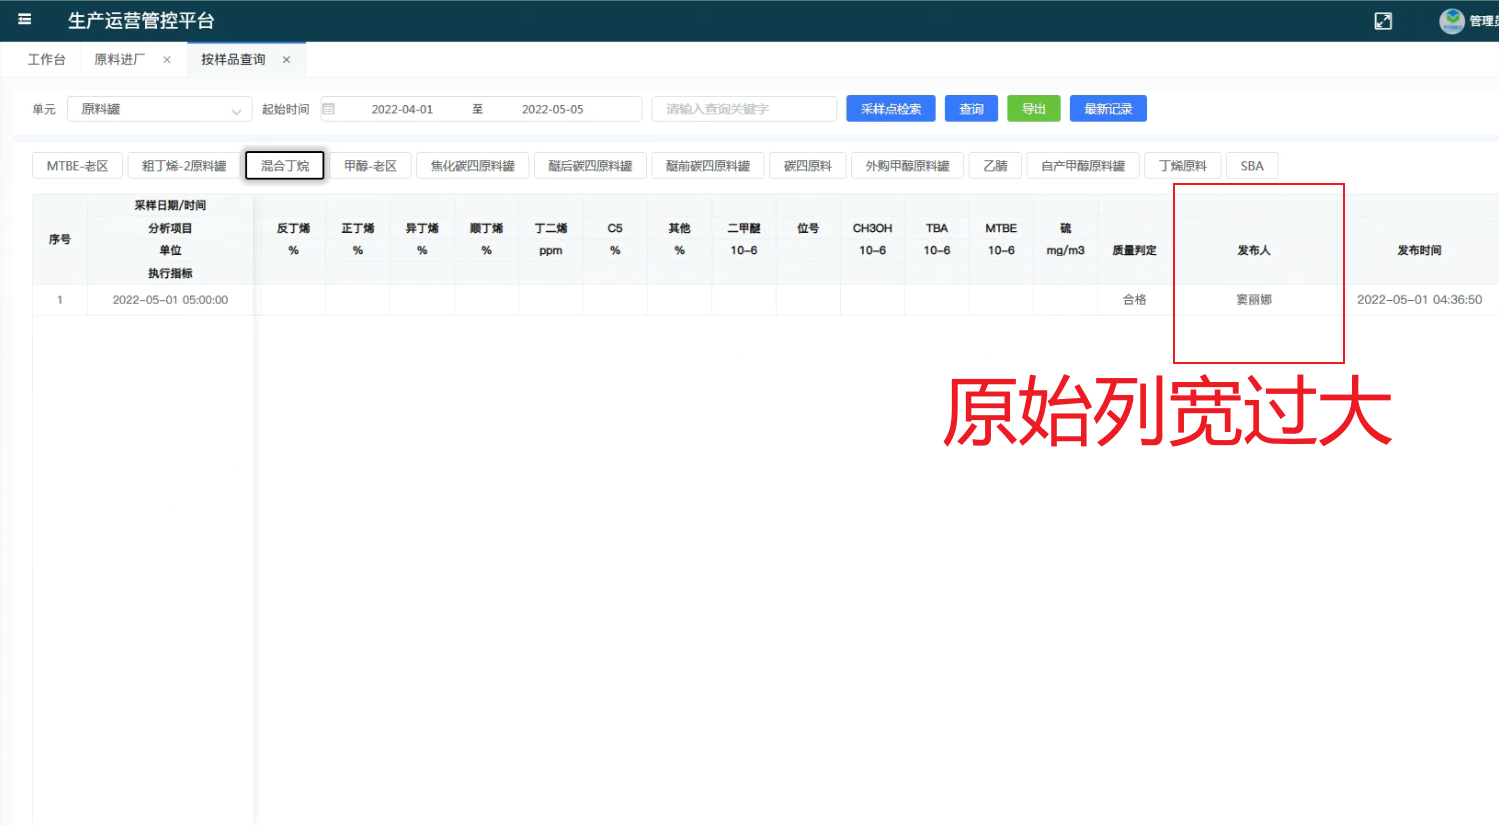 生产运营管控平台
管理员
工作台 原料进厂 × 按样品查询 ×
单元 原料罐 起始时间 2022-04-01 至 2022-05-05 请输入查询关键字 采样点检索 查询 导出 最新记录
MTBE-老区 粗丁烯-2原料罐 混合丁烷 甲醇-老区 焦化碳四原料罐 醚后碳四原料罐 醚前碳四原料罐 碳四原料 外购甲醇原料罐 乙腈 自产甲醇原料罐 丁烯原料 SBA
采样日期/时间
序号 分析项目 反丁烯 正丁烯 异丁烯 顺丁烯 丁二烯 C5 其他 二甲醚 位号 CH3OH TBA MTBE 硫
单位 % % % % ppm % % 10-6 10-6 10-6 10-6 mg/m3 质量判定 发布人 发布时间
执行指标
1 2022-05-01 05:00:00 合格 窦丽娜 2022-05-01 04:36:50
原始列宽过大